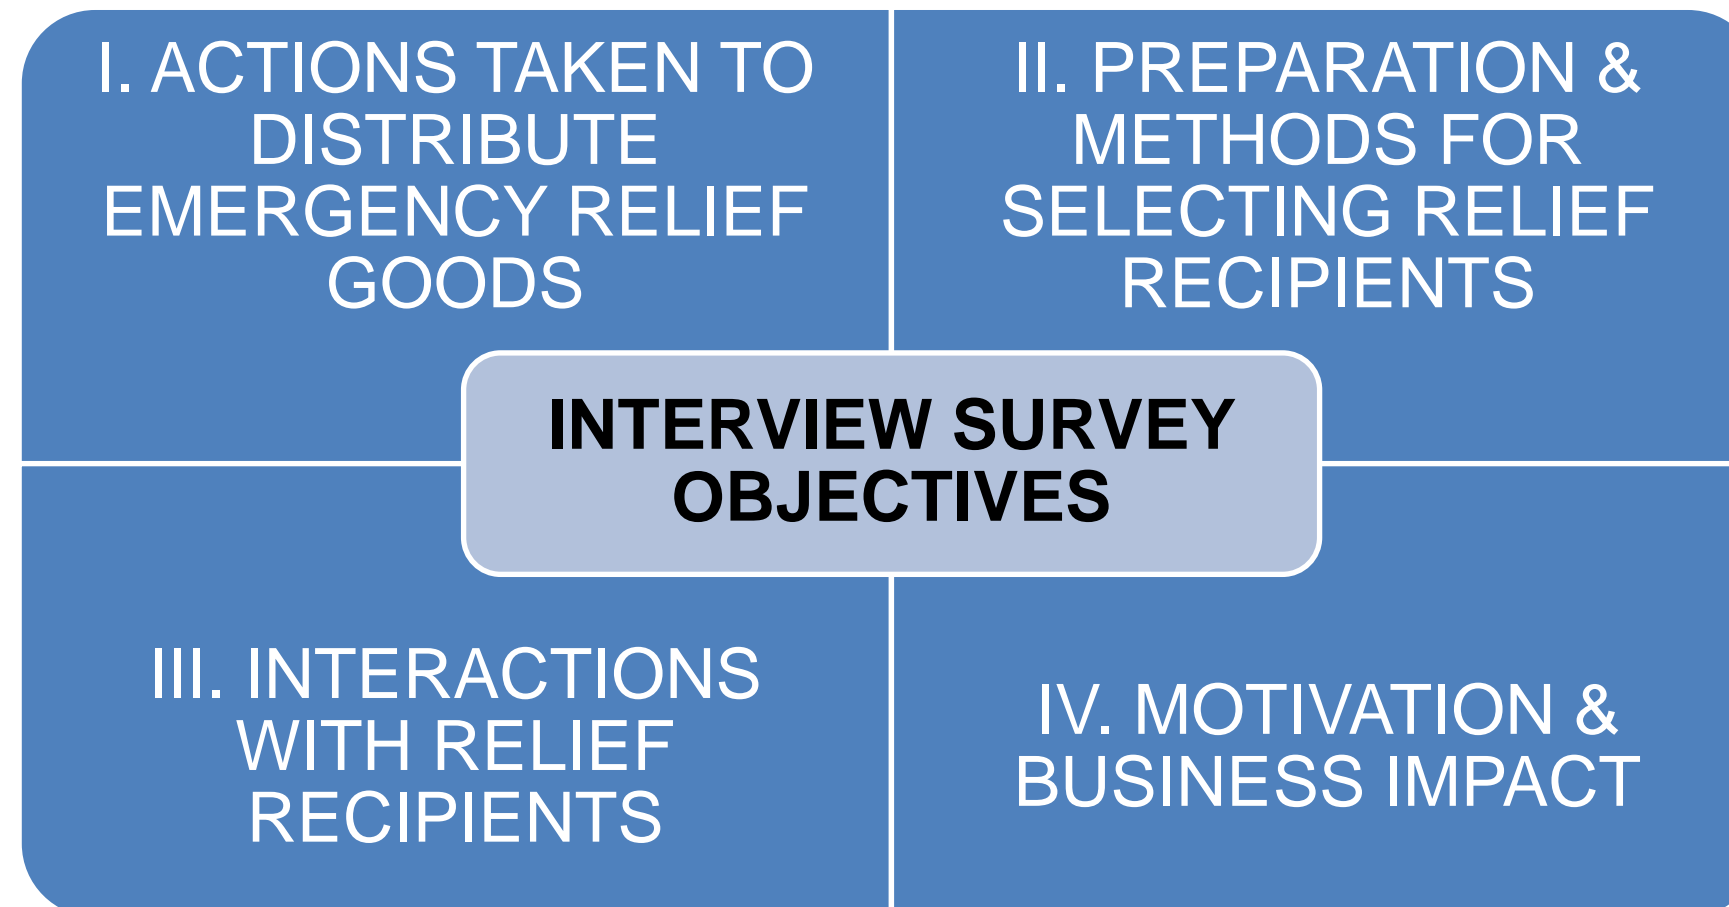 I. ACTIONS TAKEN TO
DISTRIBUTE
EMERGENCY RELIEF
GOODS
II. PREPARATION &
METHODS FOR
SELECTING RELIEF
RECIPIENTS
INTERVIEW SURVEY
OBJECTIVES
III. INTERACTIONS
WITH RELIEF
RECIPIENTS
IV. MOTIVATION &
BUSINESS IMPACT